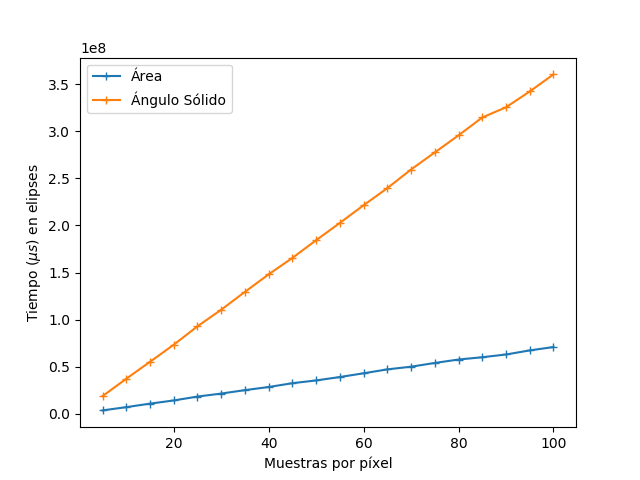 1e8
Área
Ángulo Sólido
3.5
3.0
2.5
2.0
1.5
1.0
0.5
0.0
Tiempo (μs) en elipses
20 40 60 80 100
Muestras por píxel